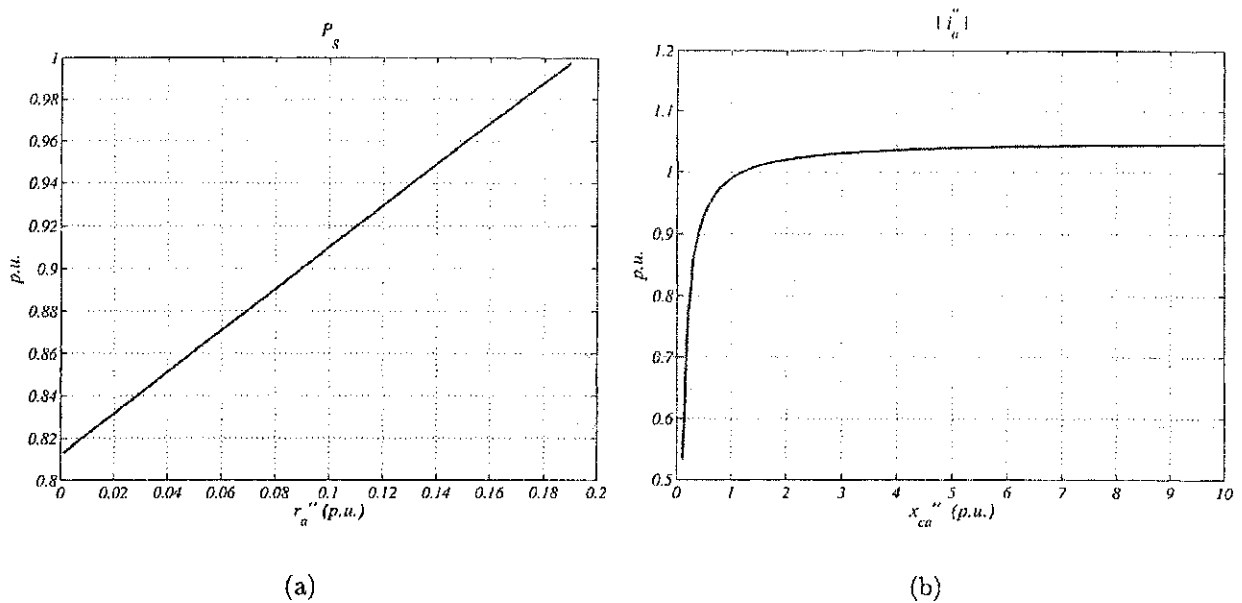 P_s
1
0.98
0.96
0.94
0.92
0.9
0.88
0.86
0.84
0.82
0.8
p.u.
0 0.02 0.04 0.06 0.08 0.1 0.12 0.14 0.16 0.18 0.2
r_a'' (p.u.)
(a)
| i_a'' |
1.2
1.1
1
0.9
0.8
0.7
0.6
0.5
p.u.
0 1 2 3 4 5 6 7 8 9 10
x_ca'' (p.u.)
(b)